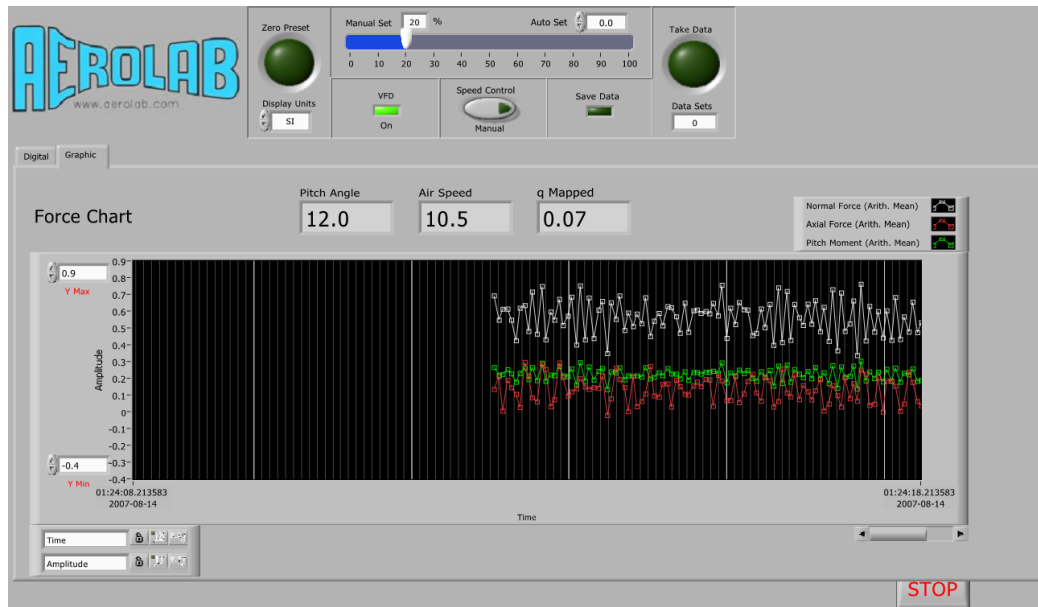 AEROLAB
www.aerolab.com
Zero Preset
Display Units
SI
Manual Set 20 %
Auto Set 0.0
0 10 20 30 40 50 60 70 80 90 100
VFD
On
Speed Control
Manual
Save Data
Take Data
Data Sets
0
Digital Graphic
Force Chart
Pitch Angle
12.0
Air Speed
10.5
q Mapped
0.07
Normal Force (Arith. Mean)
Axial Force (Arith. Mean)
Pitch Moment (Arith. Mean)
0.9
Y Max
-0.4
Y Min
Amplitude
0.9
0.8
0.7
0.6
0.5
0.4
0.3
0.2
0.1
0
-0.1
-0.2
-0.3
-0.4
01:24:08.213583
2007-08-14
01:24:18.213583
2007-08-14
Time
Time
Amplitude
STOP